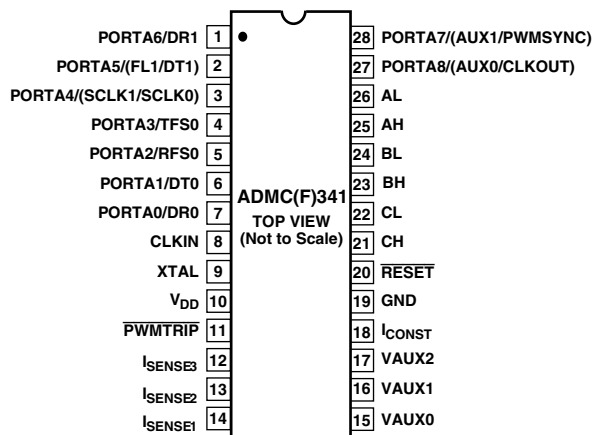 PORTA6/DR1 1 28 PORTA7/(AUX1/PWMSYNC)
PORTA5/(FL1/DT1) 2 27 PORTA8/(AUX0/CLKOUT)
PORTA4/(SCLK1/SCLK0) 3 26 AL
PORTA3/TFS0 4 25 AH
PORTA2/RFS0 5 24 BL
PORTA1/DT0 6 23 BH
ADMC(F)341
PORTA0/DR0 7 22 CL
TOP VIEW
(Not to Scale)
CLKIN 8 21 CH
XTAL 9 20 RESET
VDD 10 19 GND
PWMTRIP 11 18 ICONST
ISENSE3 12 17 VAUX2
ISENSE2 13 16 VAUX1
ISENSE1 14 15 VAUX0